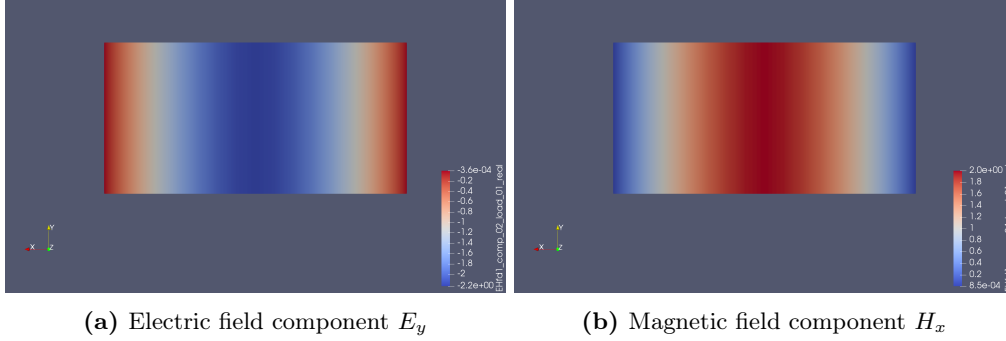 -3.6e-04
-0.2
-0.4
-0.6
-0.8
-1
-1.2
-1.4
-1.6
-1.8
-2
-2.2e+00
EHfd1_comp_02_load_01_real
Y
X
Z
2.0e+00
1.8
1.6
1.4
1.2
1
0.8
0.6
0.4
0.2
8.5e-04
Y
X
Z
(a) Electric field component E_y
(b) Magnetic field component H_x